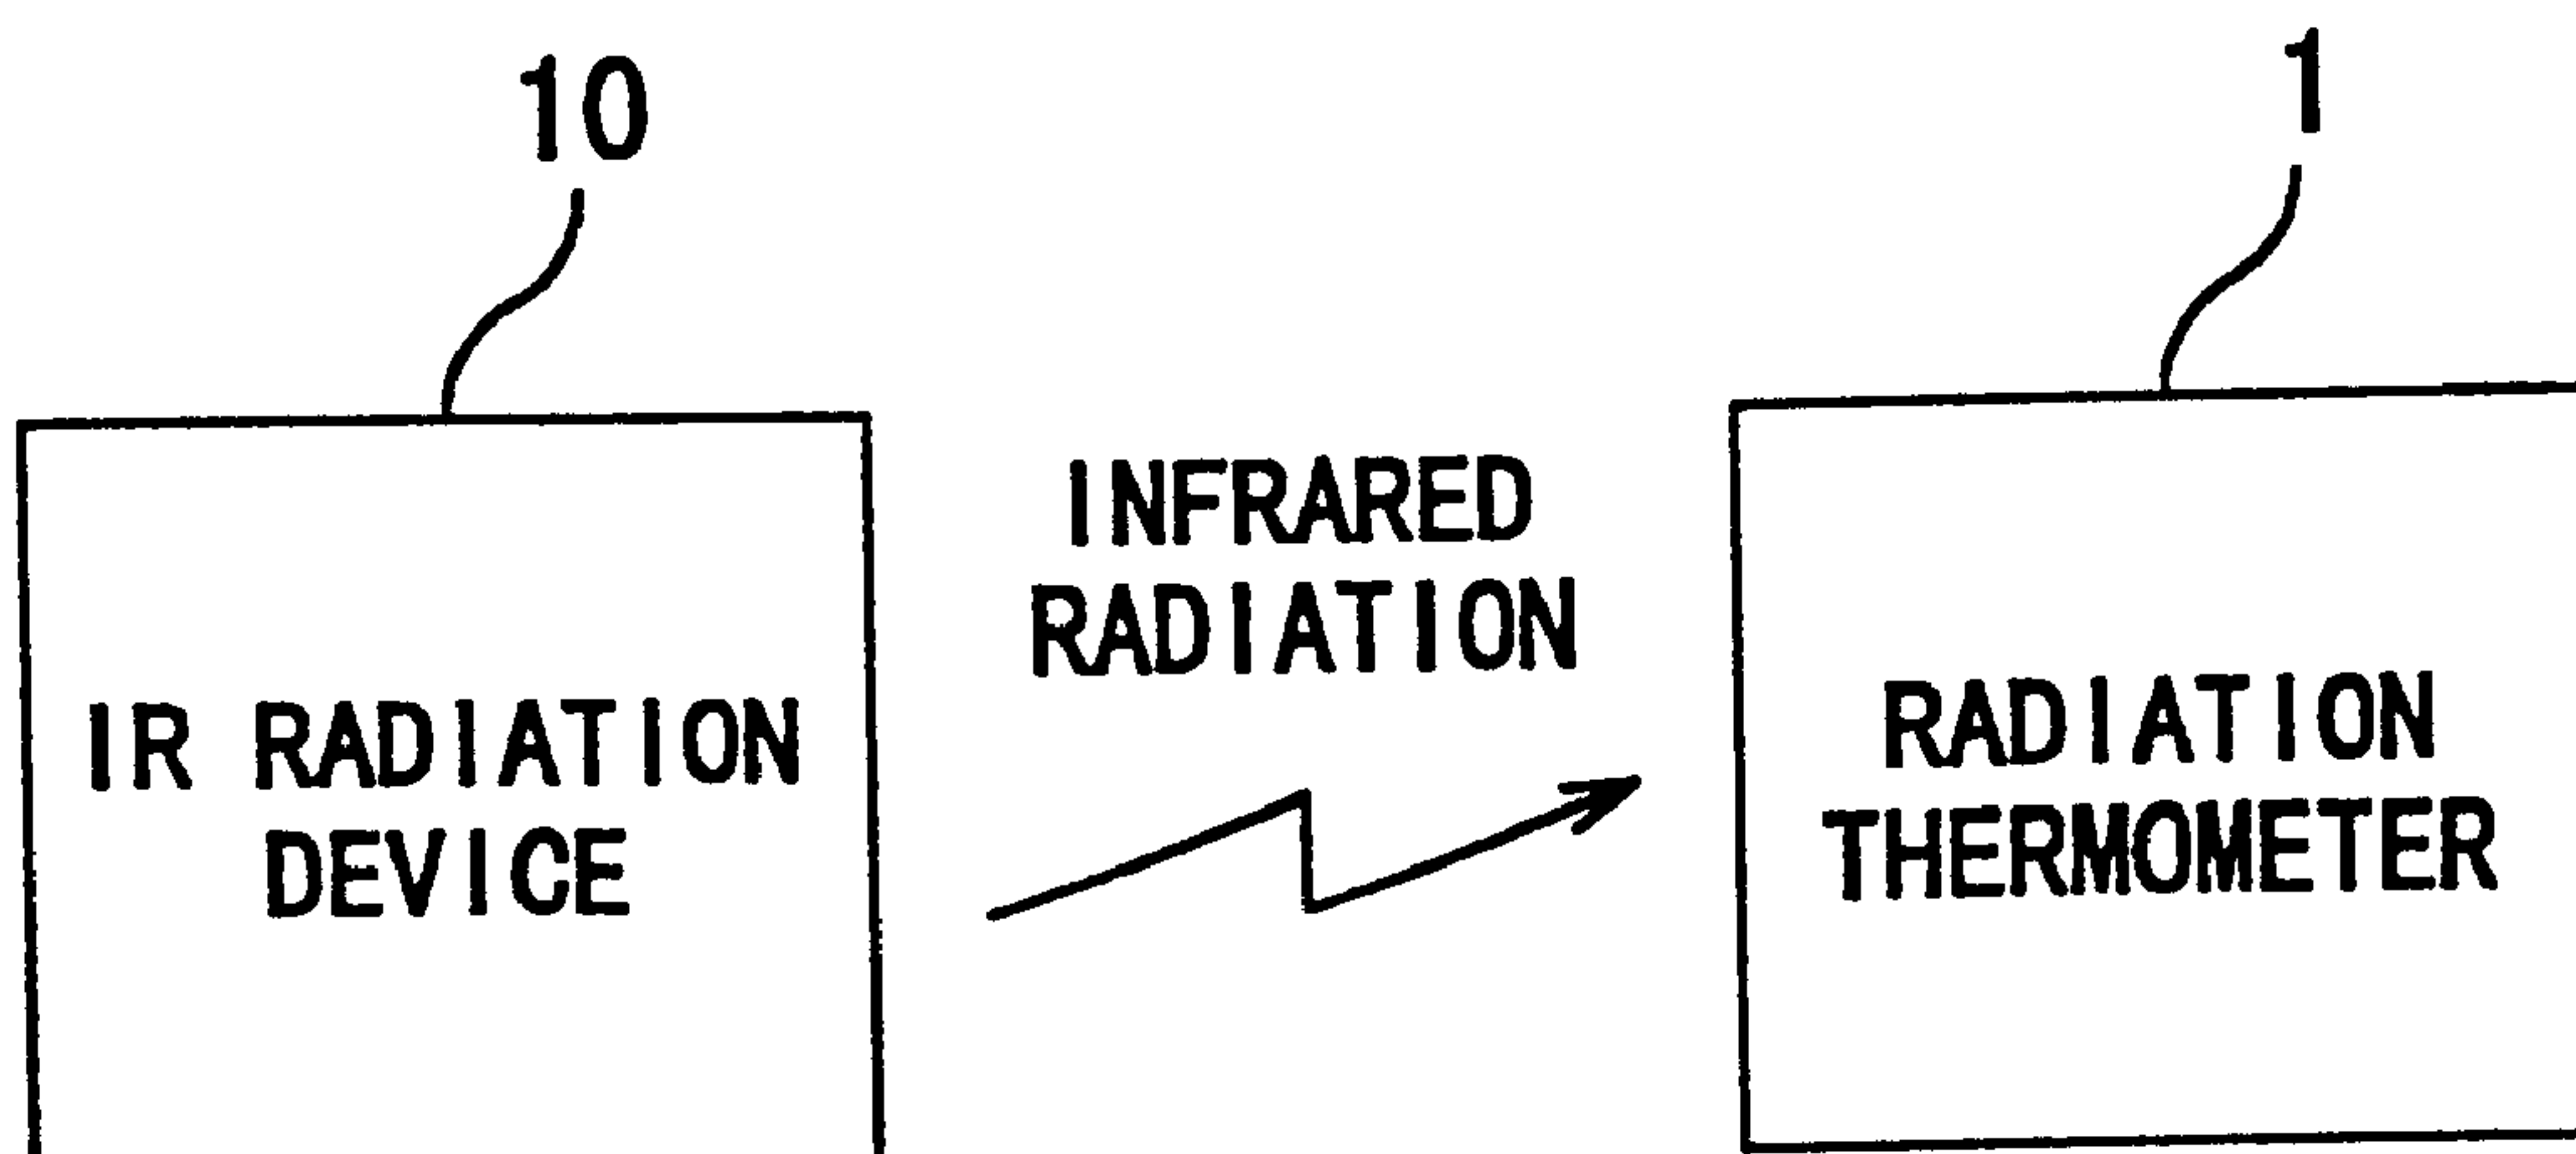 10
1
INFRARED
RADIATION
IR RADIATION
DEVICE
RADIATION
THERMOMETER